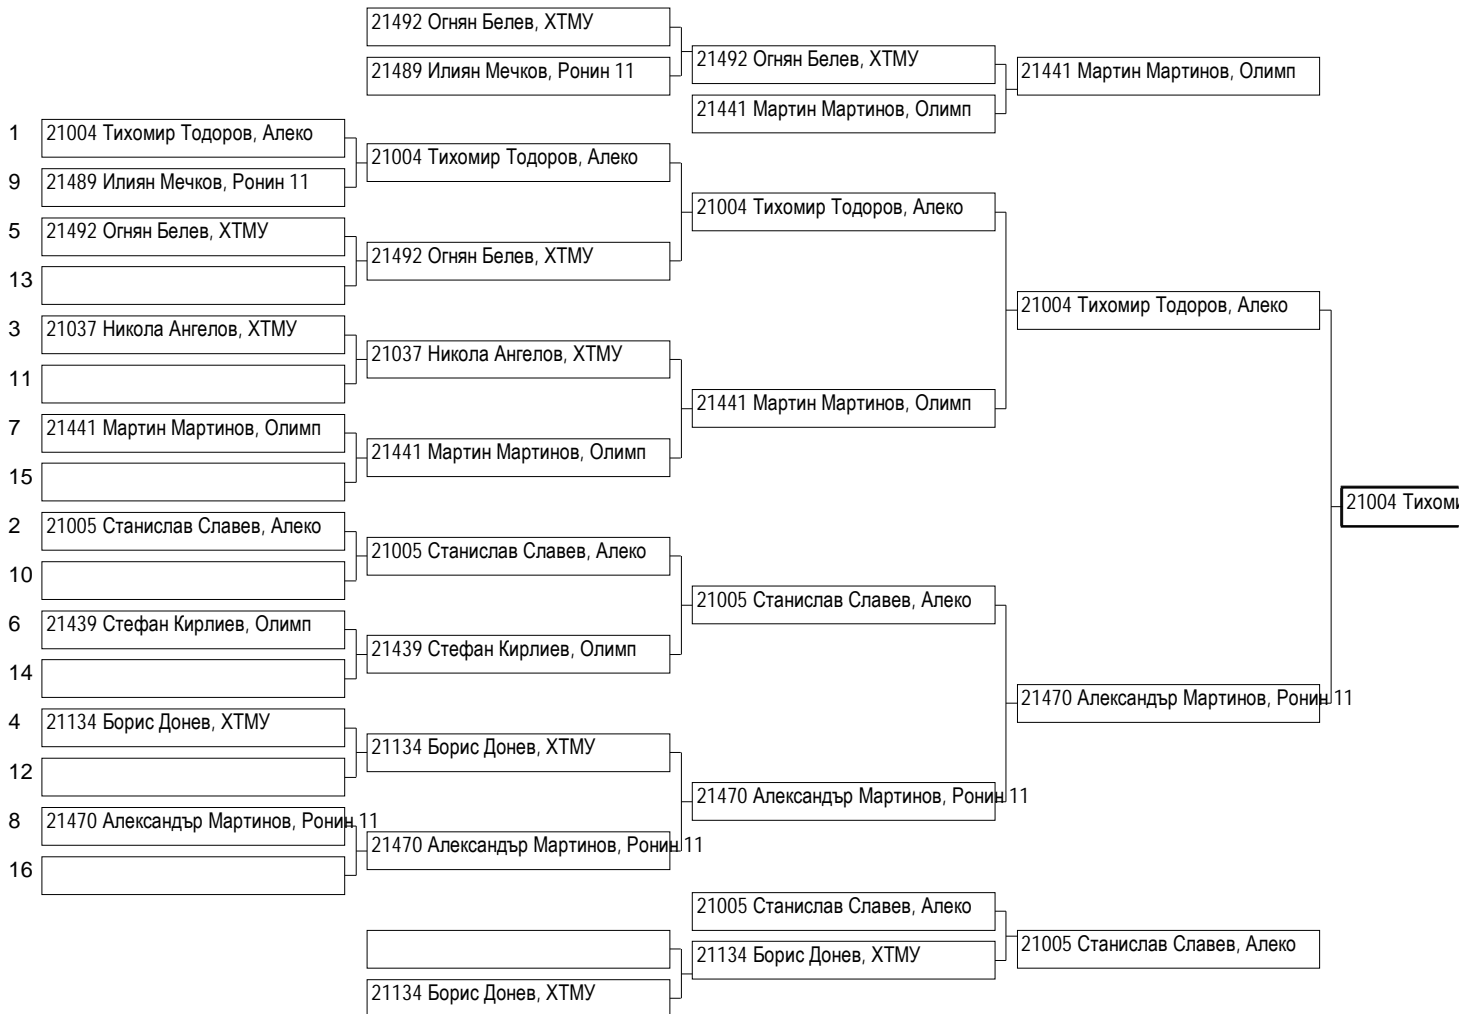 21492 Огнян Белев, ХТМУ
21489 Илиян Мечков, Ронин 11
21492 Огнян Белев, ХТМУ
21441 Мартин Мартинов, Олимп
21441 Мартин Мартинов, Олимп
1 21004 Тихомир Тодоров, Алеко
9 21489 Илиян Мечков, Ронин 11
5 21492 Огнян Белев, ХТМУ
13
3 21037 Никола Ангелов, ХТМУ
11
7 21441 Мартин Мартинов, Олимп
15
2 21005 Станислав Славев, Алеко
10
6 21439 Стефан Кирлиев, Олимп
14
4 21134 Борис Донев, ХТМУ
12
8 21470 Александър Мартинов, Ронин 11
16
21004 Тихомир Тодоров, Алеко
21492 Огнян Белев, ХТМУ
21037 Никола Ангелов, ХТМУ
21441 Мартин Мартинов, Олимп
21005 Станислав Славев, Алеко
21439 Стефан Кирлиев, Олимп
21134 Борис Донев, ХТМУ
21470 Александър Мартинов, Ронин 11
21004 Тихомир Тодоров, Алеко
21441 Мартин Мартинов, Олимп
21005 Станислав Славев, Алеко
21470 Александър Мартинов, Ронин 11
21004 Тихомир Тодоров, Алеко
21470 Александър Мартинов, Ронин 11
21004
21005 Станислав Славев, Алеко
21134 Борис Донев, ХТМУ
21134 Борис Донев, ХТМУ
21005 Станислав Славев, Алеко